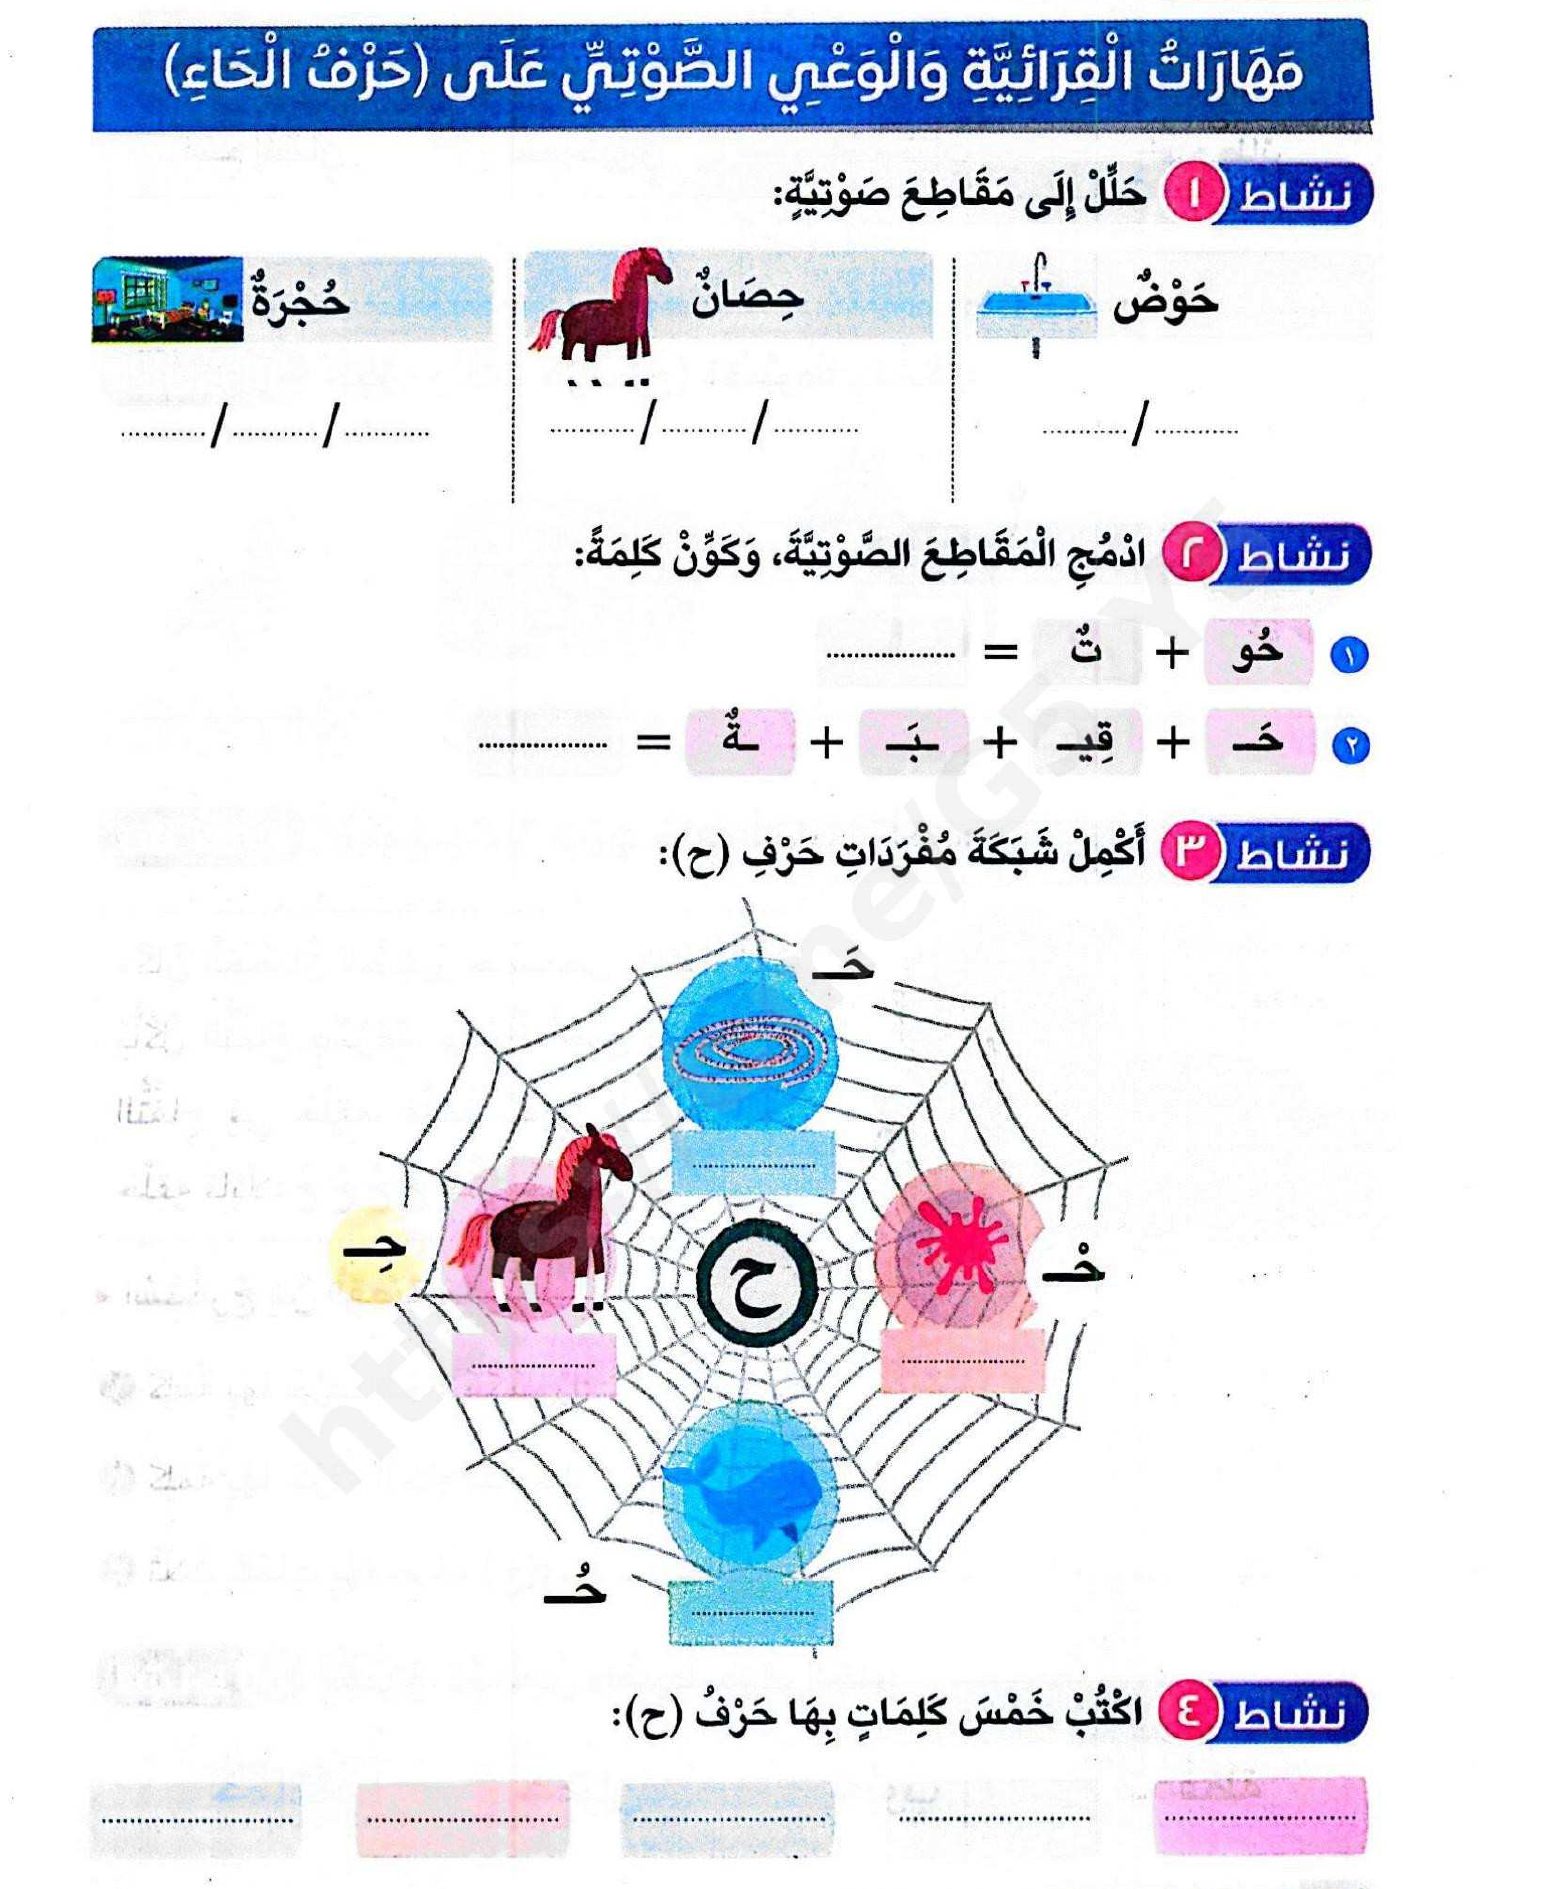 مَهَارَاتُ الْقِرَائِيَّةِ وَالْوَعْيِ الصَّوْتِيِّ عَلَى (حَرْفُ الْحَاءِ)
نشاط ١ حَلِّلْ إِلَى مَقَاطِعَ صَوْتِيَّةٍ:
حَوْضٌ حِصَانٌ حُجْرَةٌ
........../.......... ........../........../.......... ........../........../..........
نشاط ٢ ادْمُجِ الْمَقَاطِعَ الصَّوْتِيَّةَ، وَكَوِّنْ كَلِمَةً:
١ حُو + تٌ = ....................
٢ حَـ + قِيـ + ـبَـ + ـةٌ = ....................
نشاط ٣ أَكْمِلْ شَبَكَةَ مُفْرَدَاتِ حَرْفِ (ح):
حَـ
حْـ
ح
حِـ
حُـ
نشاط ٤ اكْتُبْ خَمْسَ كَلِمَاتٍ بِهَا حَرْفُ (ح):